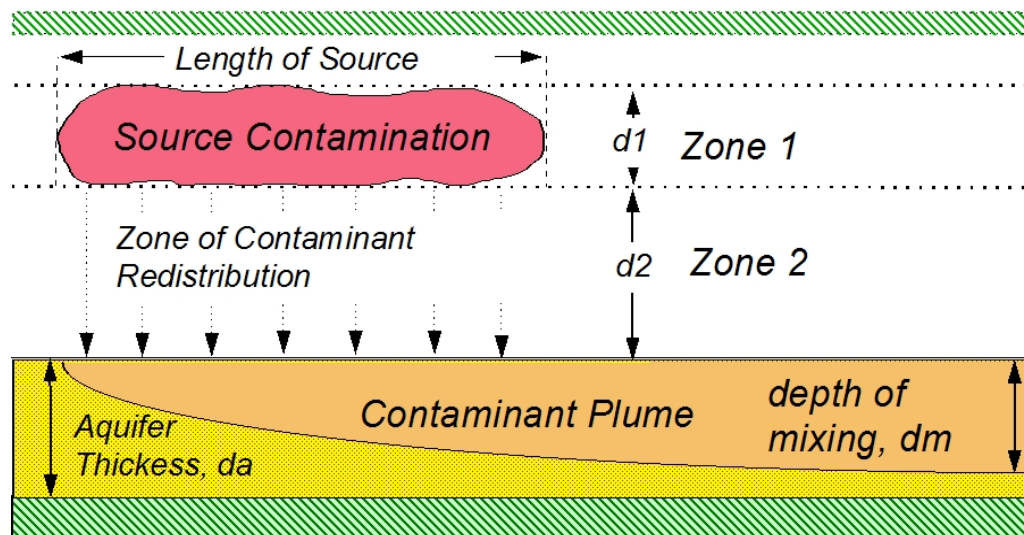 Length of Source
Source Contamination
d1
Zone 1
Zone of Contaminant
Redistribution
d2
Zone 2
Aquifer
Thickess, da
Contaminant Plume
depth of
mixing, dm